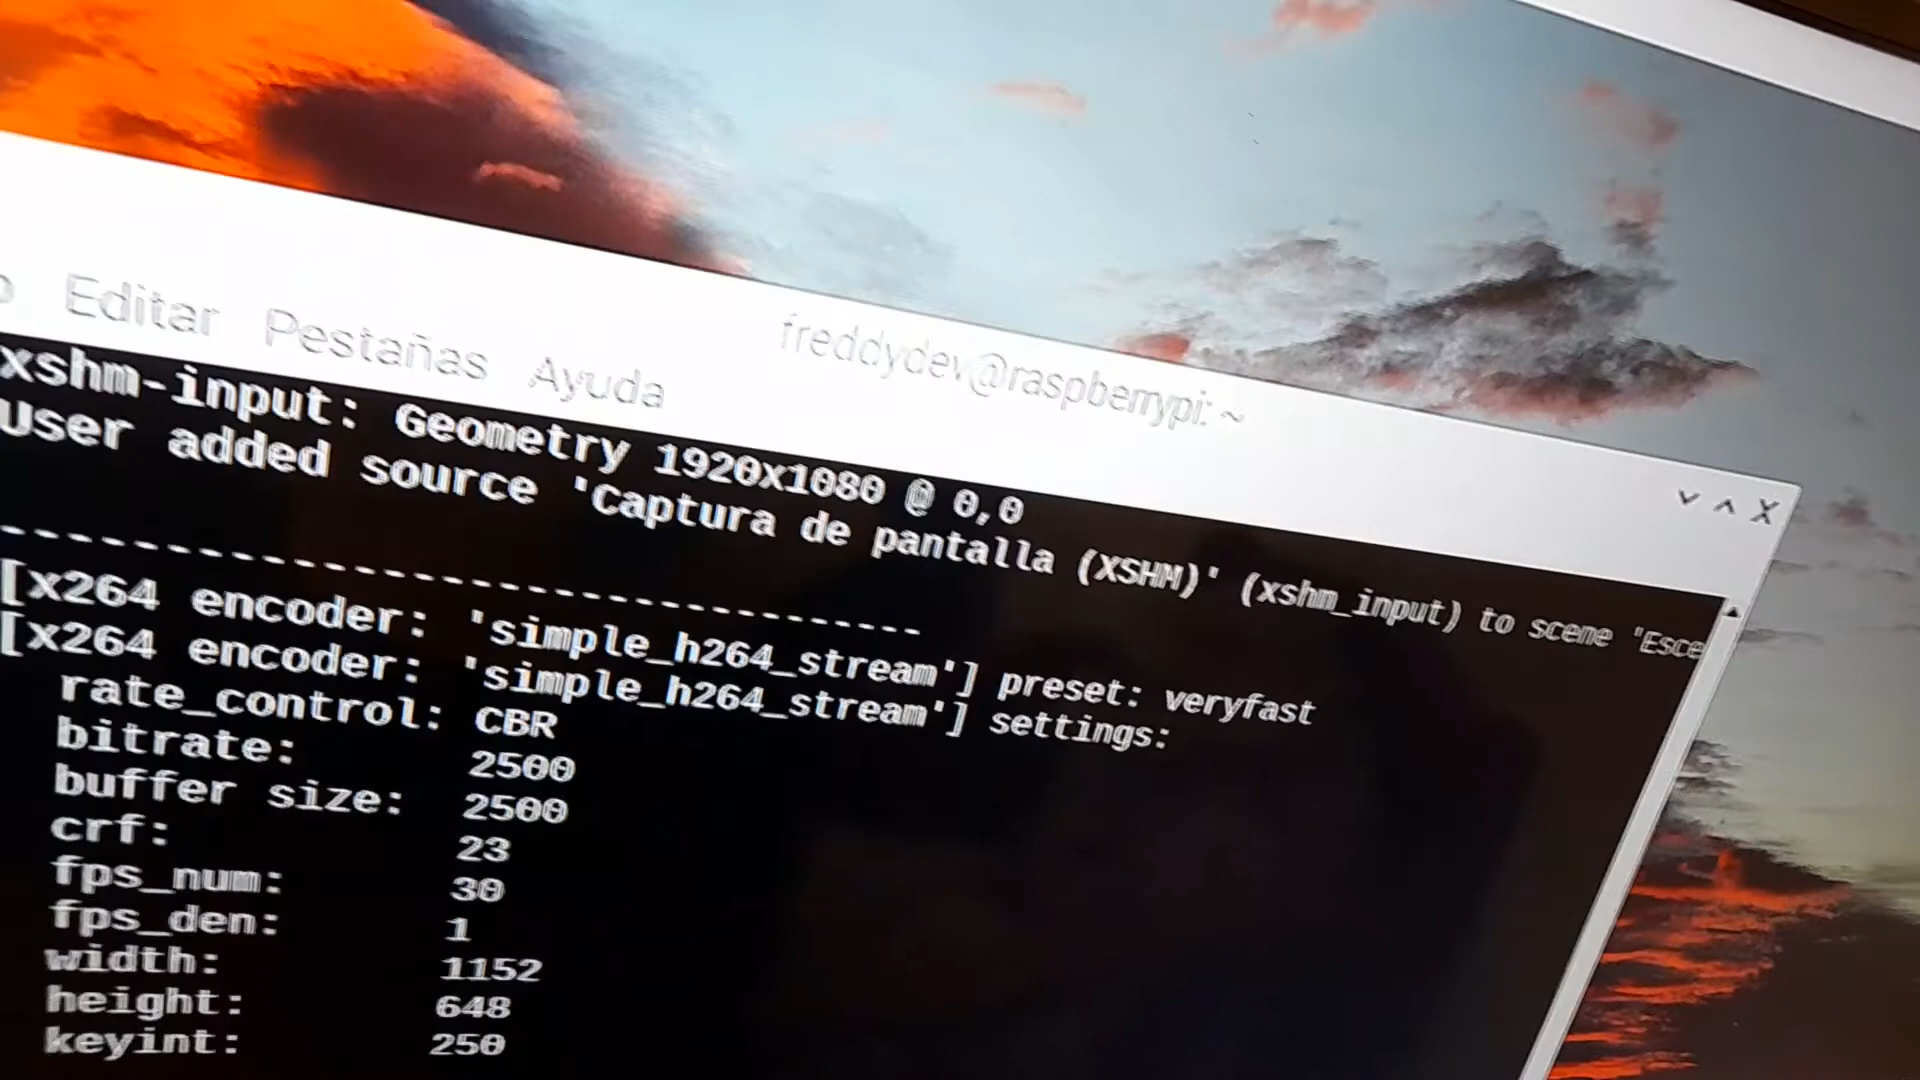 Editar Pestañas Ayuda
freddydev@raspberrypi: ~
xshm-input: Geometry 1920x1080 @ 0,0
User added source 'Captura de pantalla (XSHM)' (xshm_input) to scene 'Esce
----------------------------------
[x264 encoder: 'simple_h264_stream'] preset: veryfast
[x264 encoder: 'simple_h264_stream'] settings:
rate_control: CBR
bitrate: 2500
buffer size: 2500
crf: 23
fps_num: 30
fps_den: 1
width: 1152
height: 648
keyint: 250